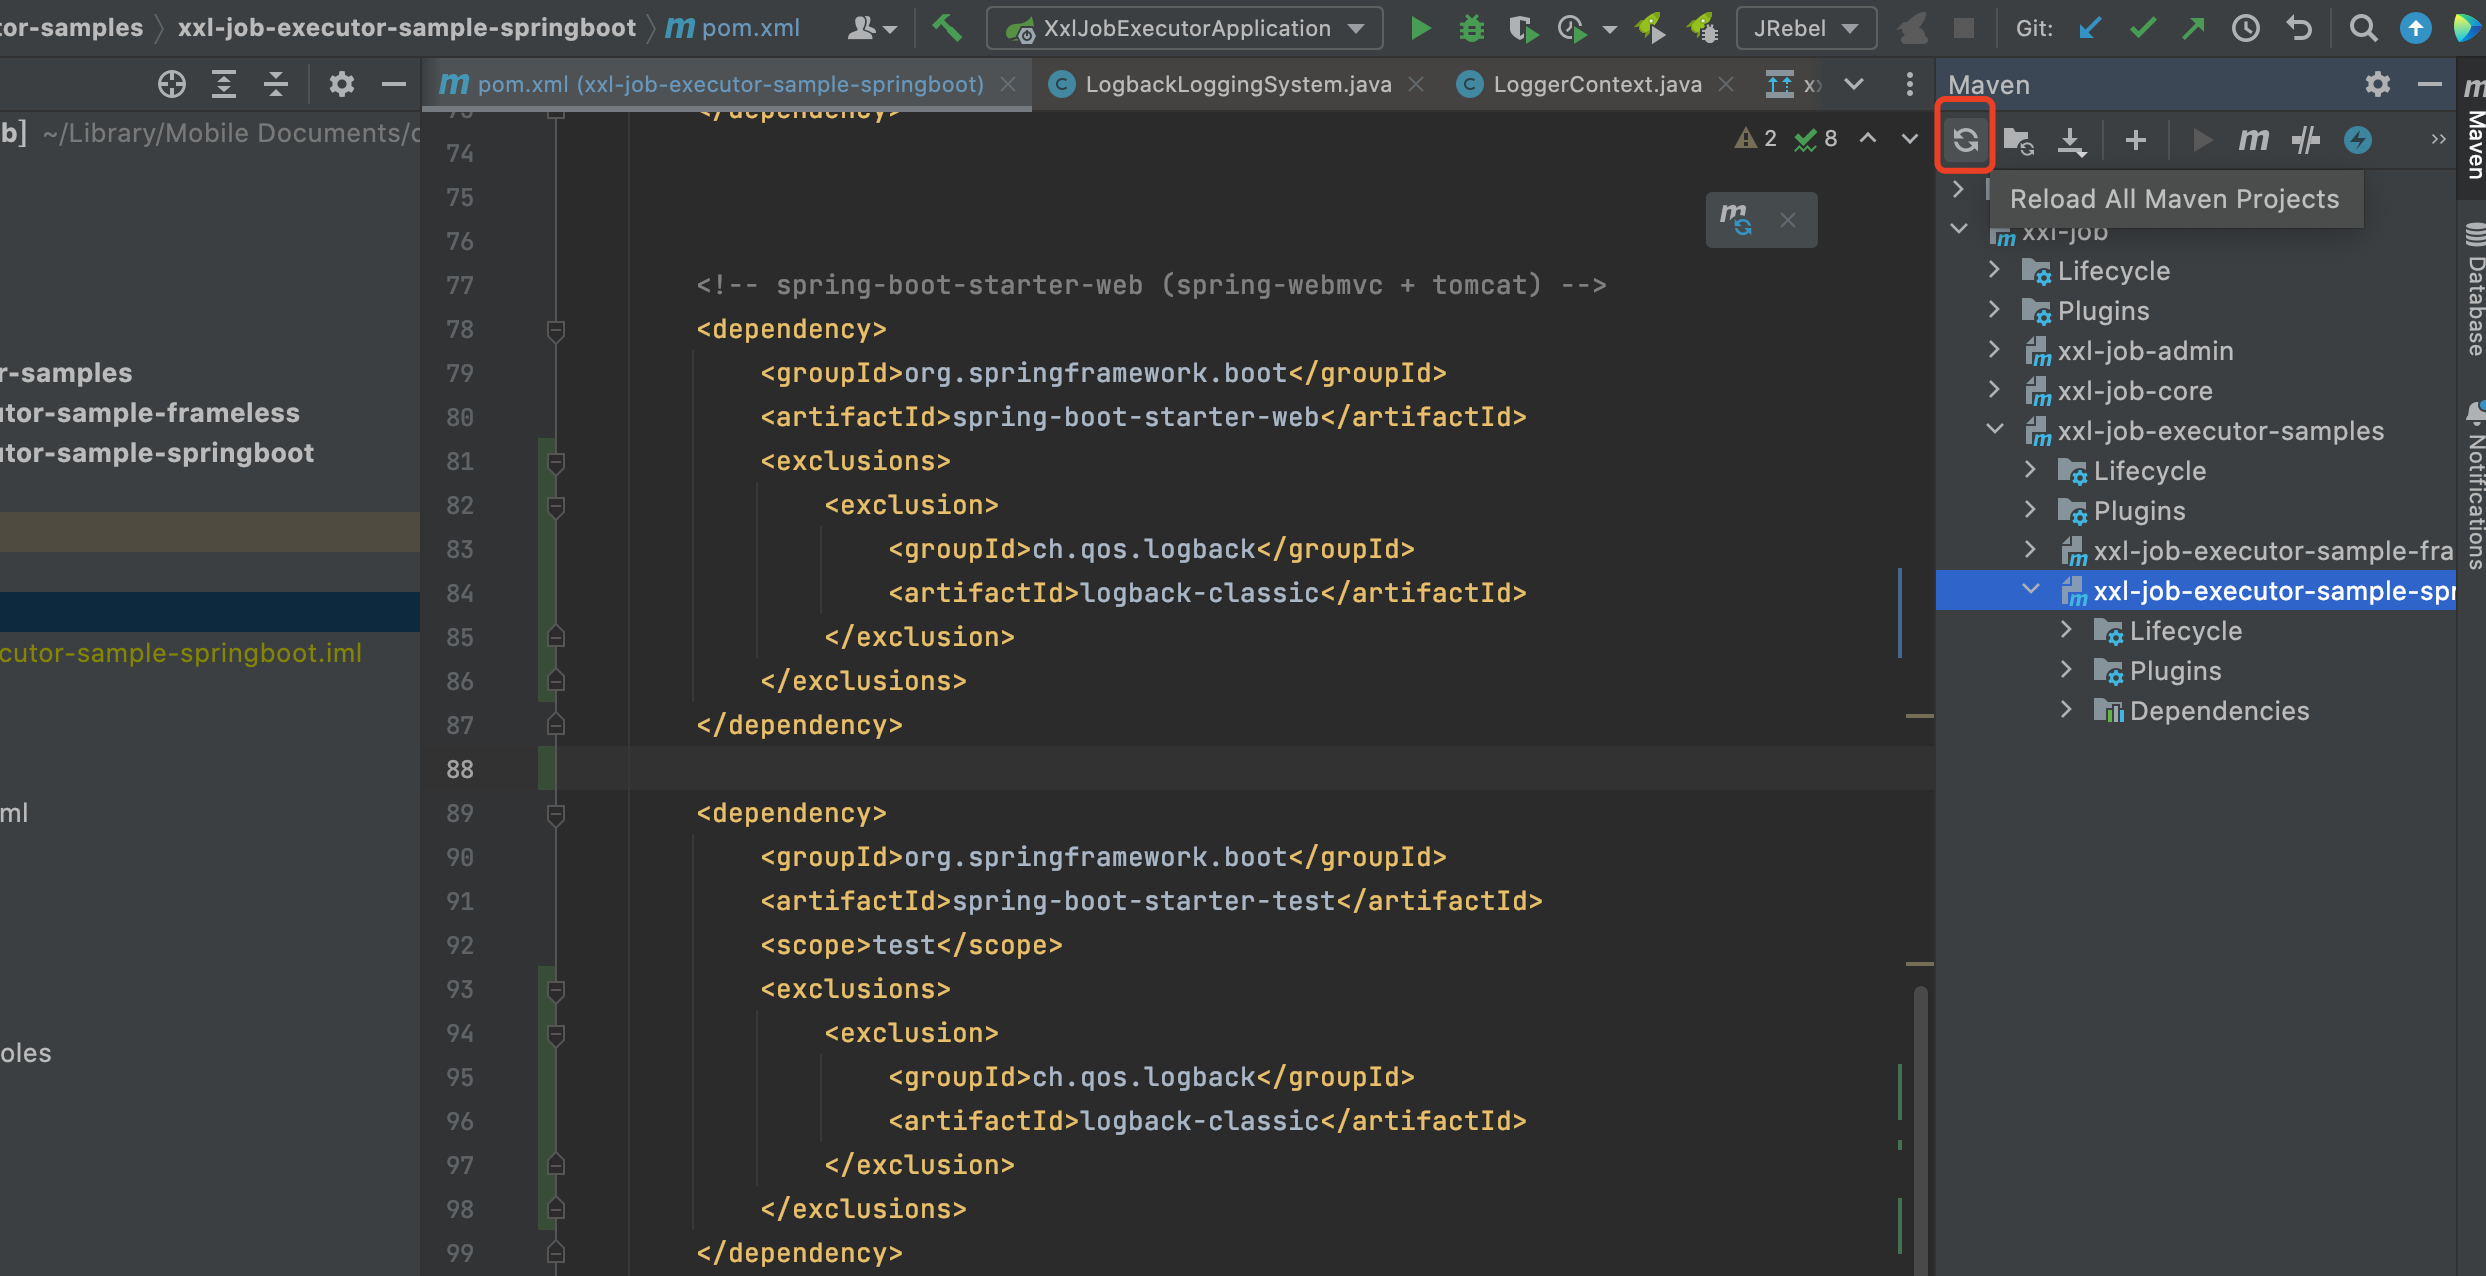 or-samples xxl-job-executor-sample-springboot pom.xml XxlJobExecutorApplication JRebel Git:
pom.xml (xxl-job-executor-sample-springboot) LogbackLoggingSystem.java LoggerContext.java xx Maven
b] ~/Library/Mobile Documents/c
r-samples
utor-sample-frameless
utor-sample-springboot
cutor-sample-springboot.iml
ml
oles
73 </dependency>
74
75
76
77 <!-- spring-boot-starter-web (spring-webmvc + tomcat) -->
78 <dependency>
79 <groupId>org.springframework.boot</groupId>
80 <artifactId>spring-boot-starter-web</artifactId>
81 <exclusions>
82 <exclusion>
83 <groupId>ch.qos.logback</groupId>
84 <artifactId>logback-classic</artifactId>
85 </exclusion>
86 </exclusions>
87 </dependency>
88
89 <dependency>
90 <groupId>org.springframework.boot</groupId>
91 <artifactId>spring-boot-starter-test</artifactId>
92 <scope>test</scope>
93 <exclusions>
94 <exclusion>
95 <groupId>ch.qos.logback</groupId>
96 <artifactId>logback-classic</artifactId>
97 </exclusion>
98 </exclusions>
99 </dependency>
2 8
Reload All Maven Projects
xxl-job
Lifecycle
Plugins
xxl-job-admin
xxl-job-core
xxl-job-executor-samples
Lifecycle
Plugins
xxl-job-executor-sample-fra
xxl-job-executor-sample-spr
Lifecycle
Plugins
Dependencies
Maven
Database
Notifications